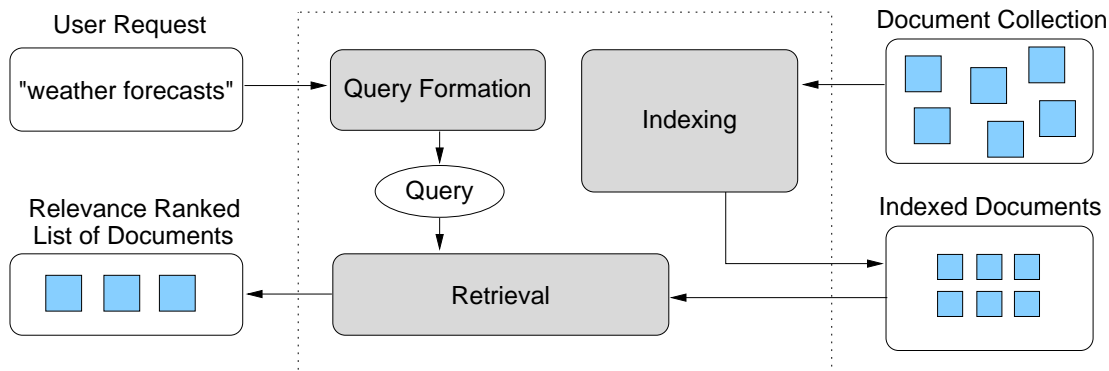 User Request
Document Collection
"weather forecasts"
Query Formation
Indexing
Query
Relevance Ranked
List of Documents
Indexed Documents
Retrieval